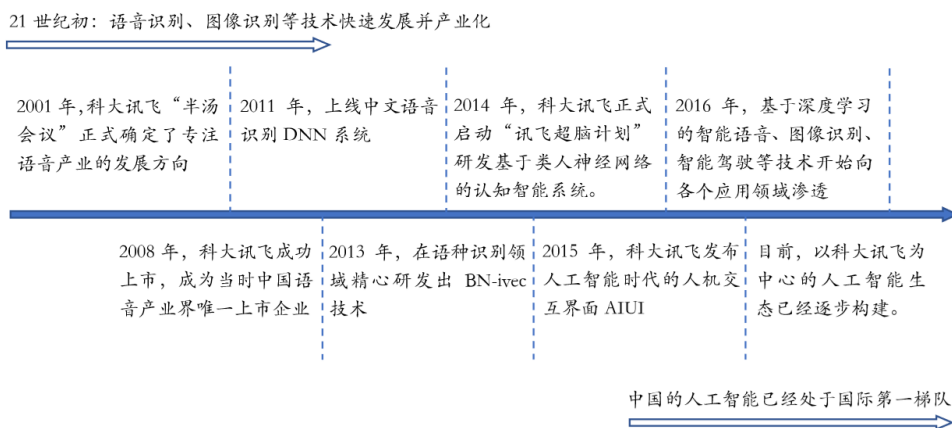 21 世纪初：语音识别、图像识别等技术快速发展并产业化
2001 年,科大讯飞“半汤
会议”正式确定了专注
语音产业的发展方向
2011 年，上线中文语音
识别 DNN 系统
2014 年，科大讯飞正式
启动“讯飞超脑计划”
研发基于类人神经网络
的认知智能系统。
2016 年，基于深度学习
的智能语音、图像识别、
智能驾驶等技术开始向
各个应用领域渗透
2008 年，科大讯飞成功
上市，成为当时中国语
音产业界唯一上市企业
2013 年，在语种识别领
域精心研发出 BN-ivec
技术
2015 年，科大讯飞发布
人工智能时代的人机交
互界面 AIUI
目前，以科大讯飞为
中心的人工智能生
态已经逐步构建。
中国的人工智能已经处于国际第一梯队